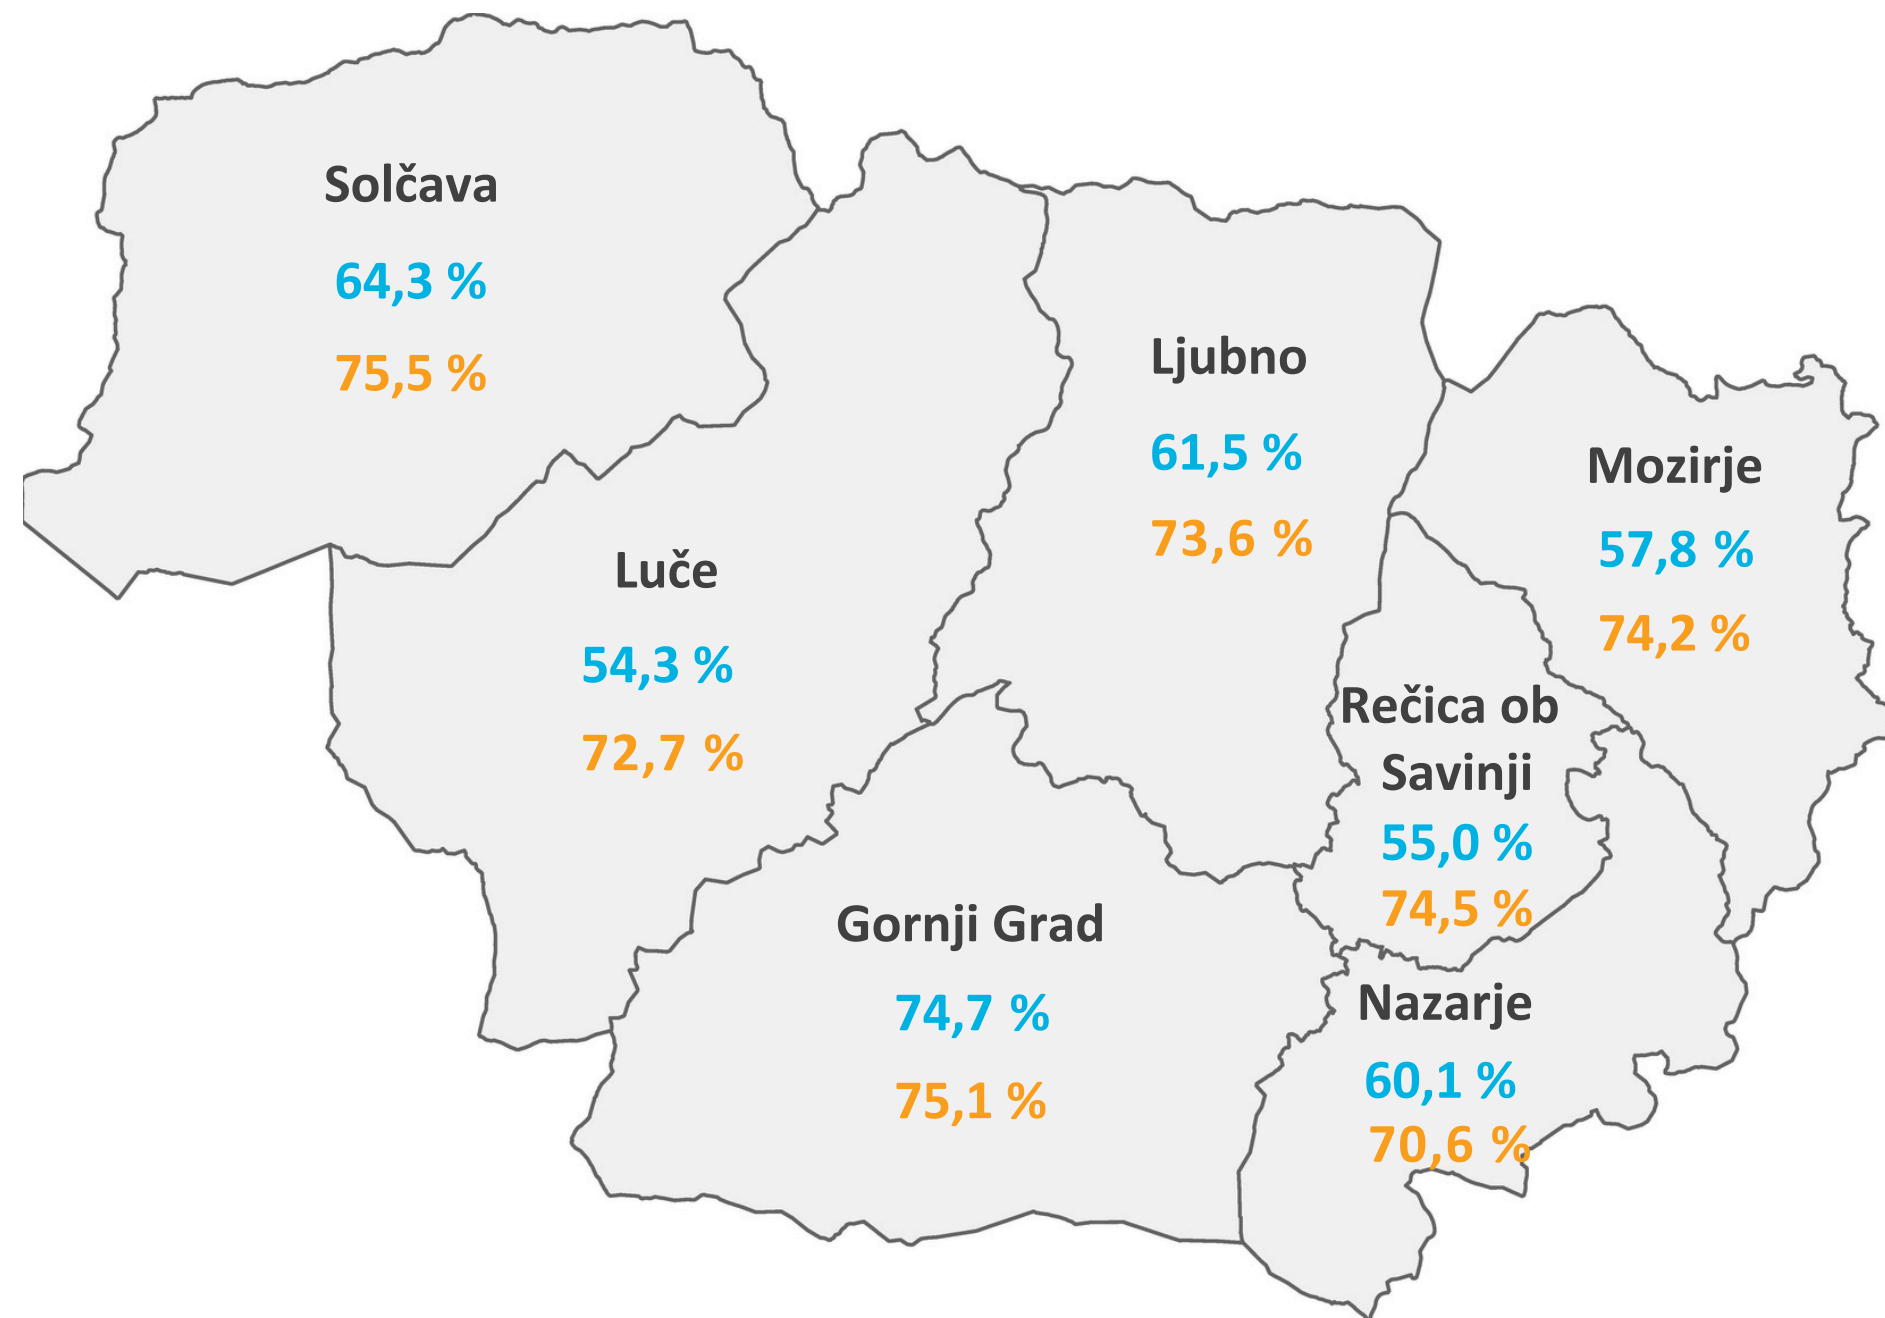 Solčava
64,3 %
75,5 %
Ljubno
61,5 %
73,6 %
Mozirje
57,8 %
74,2 %
Luče
54,3 %
72,7 %
Rečica ob
Savinji
55,0 %
74,5 %
Gornji Grad
74,7 %
75,1 %
Nazarje
60,1 %
70,6 %